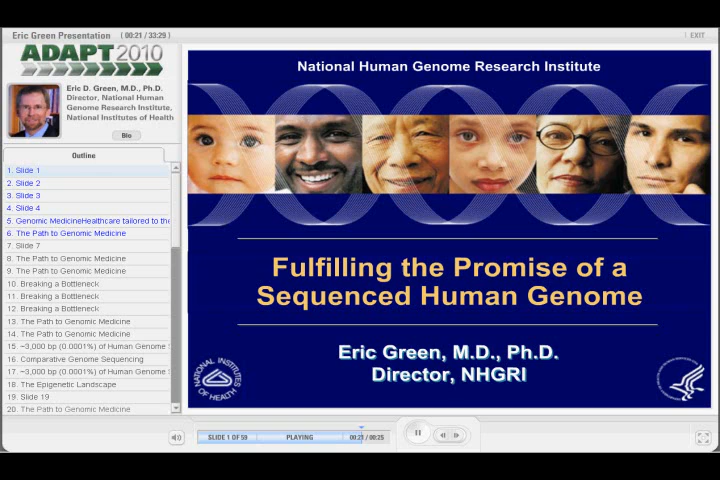 Eric Green Presentation ( 00:21 / 33:29 )
EXIT
ADAPT 2010
Eric D. Green, M.D., Ph.D.
Director, National Human
Genome Research Institute,
National Institutes of Health
Bio
Outline
1. Slide 1
2. Slide 2
3. Slide 3
4. Slide 4
5. Genomic MedicineHealthcare tailored to the
6. The Path to Genomic Medicine
7. Slide 7
8. The Path to Genomic Medicine
9. The Path to Genomic Medicine
10. Breaking a Bottleneck
11. Breaking a Bottleneck
12. Breaking a Bottleneck
13. The Path to Genomic Medicine
14. The Path to Genomic Medicine
15. ~3,000 bp (0.0001%) of Human Genome
16. Comparative Genome Sequencing
17. ~3,000 bp (0.0001%) of Human Genome
18. The Epigenetic Landscape
19. Slide 19
20. The Path to Genomic Medicine
National Human Genome Research Institute
Fulfilling the Promise of a
Sequenced Human Genome
Eric Green, M.D., Ph.D.
Director, NHGRI
NATIONAL INSTITUTES
OF HEALTH
SLIDE 1 OF 59 PLAYING 00:21 / 00:25